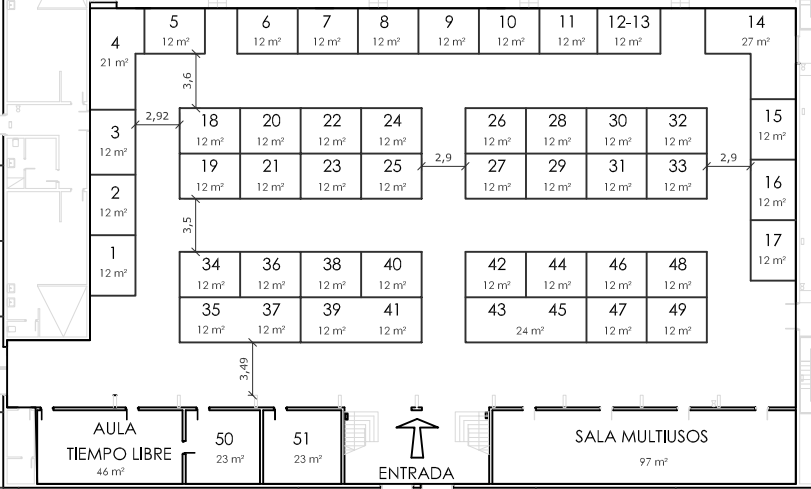 5 6 7 8 9 10 11 12-13 14
12 m² 12 m² 12 m² 12 m² 12 m² 12 m² 12 m² 12 m² 27 m²
4
21 m²
3,6
2,92
18 20 22 24 26 28 30 32
12 m² 12 m² 12 m² 12 m² 12 m² 12 m² 12 m² 12 m²
3
12 m²
15
12 m²
2,9 2,9
19 21 23 25 27 29 31 33
12 m² 12 m² 12 m² 12 m² 12 m² 12 m² 12 m² 12 m²
2
12 m²
16
12 m²
3,5
1
12 m²
17
12 m²
34 36 38 40 42 44 46 48
12 m² 12 m² 12 m² 12 m² 12 m² 12 m² 12 m² 12 m²
35 37 39 41 43 45 47 49
12 m² 12 m² 12 m² 12 m² 24 m² 12 m² 12 m²
3,49
AULA
TIEMPO LIBRE
46 m²
50
23 m²
51
23 m²
ENTRADA
SALA MULTIUSOS
97 m²